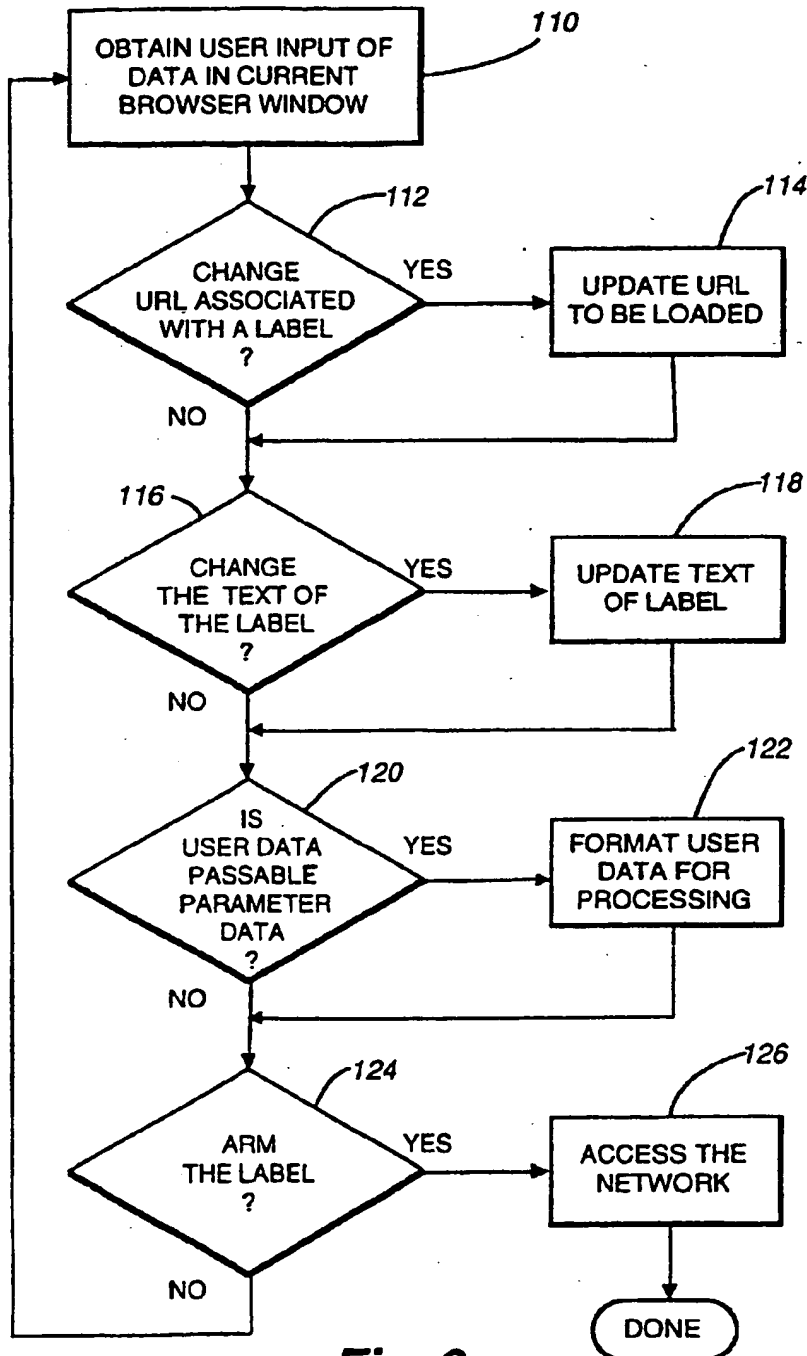 OBTAIN USER INPUT OF
DATA IN CURRENT
BROWSER WINDOW
110
112
CHANGE
URL ASSOCIATED
WITH A LABEL
?
YES
114
UPDATE URL
TO BE LOADED
NO
116
CHANGE
THE TEXT OF
THE LABEL
?
YES
118
UPDATE TEXT
OF LABEL
NO
120
IS
USER DATA
PASSABLE
PARAMETER
DATA
?
YES
122
FORMAT USER
DATA FOR
PROCESSING
NO
124
ARM
THE LABEL
?
YES
126
ACCESS THE
NETWORK
NO
DONE